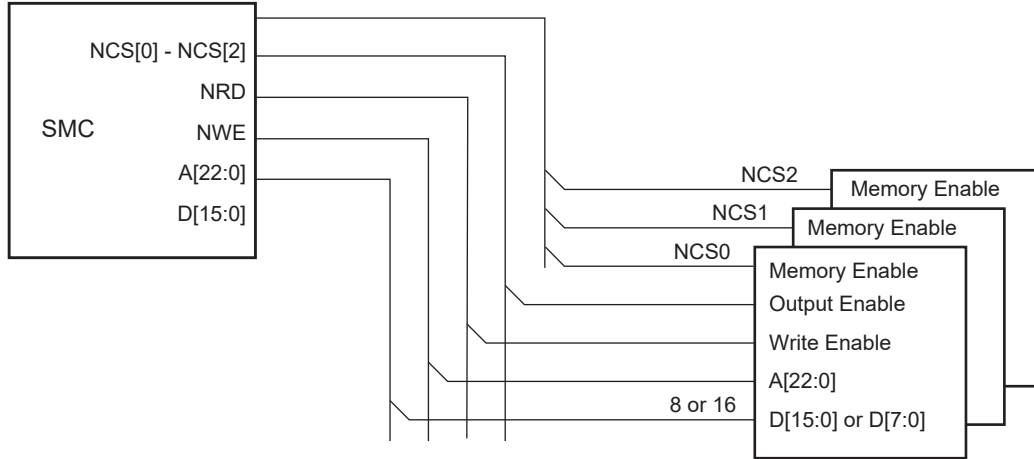 NCS[0] - NCS[2]
NRD
SMC
NWE
A[22:0]
D[15:0]
NCS2
Memory Enable
NCS1
Memory Enable
NCS0
Memory Enable
Output Enable
Write Enable
A[22:0]
8 or 16
D[15:0] or D[7:0]